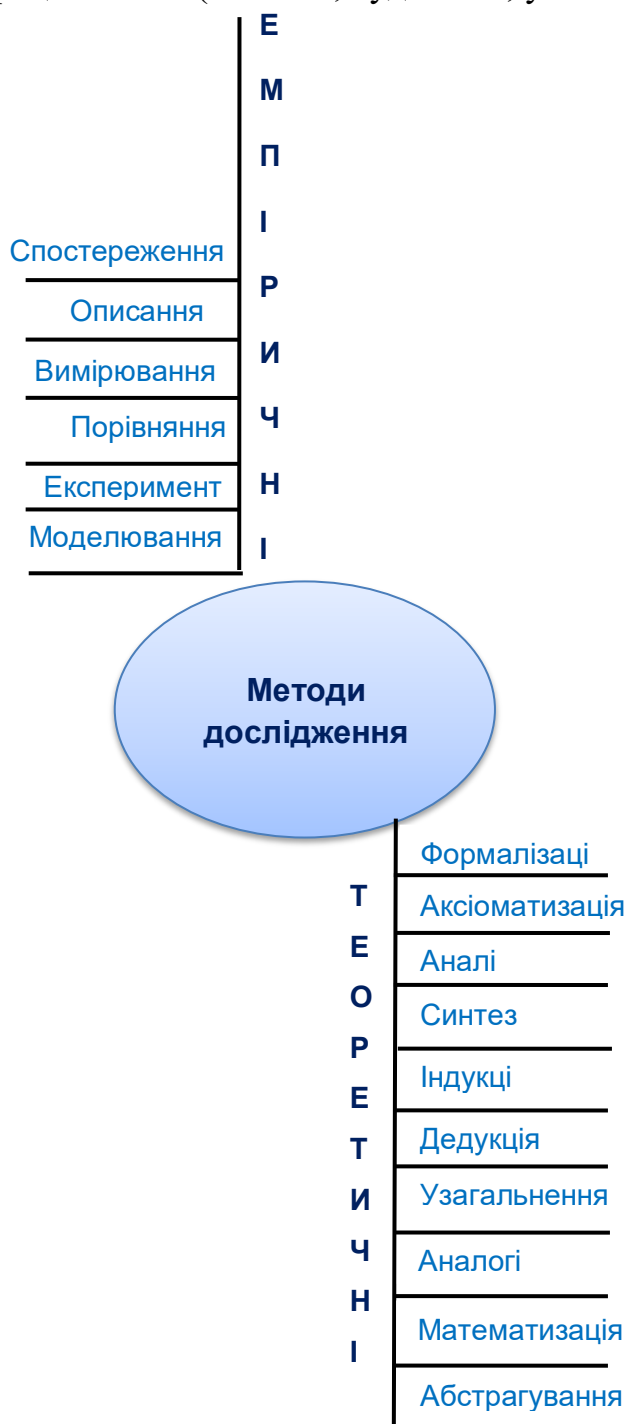 Е
М
П
І
Р
И
Ч
Н
І
Спостереження
Описання
Вимірювання
Порівняння
Експеримент
Моделювання
Методи
дослідження
Т
Е
О
Р
Е
Т
И
Ч
Н
І
Формалізаці
Аксіоматизація
Аналі
Синтез
Індукці
Дедукція
Узагальнення
Аналогі
Математизація
Абстрагування